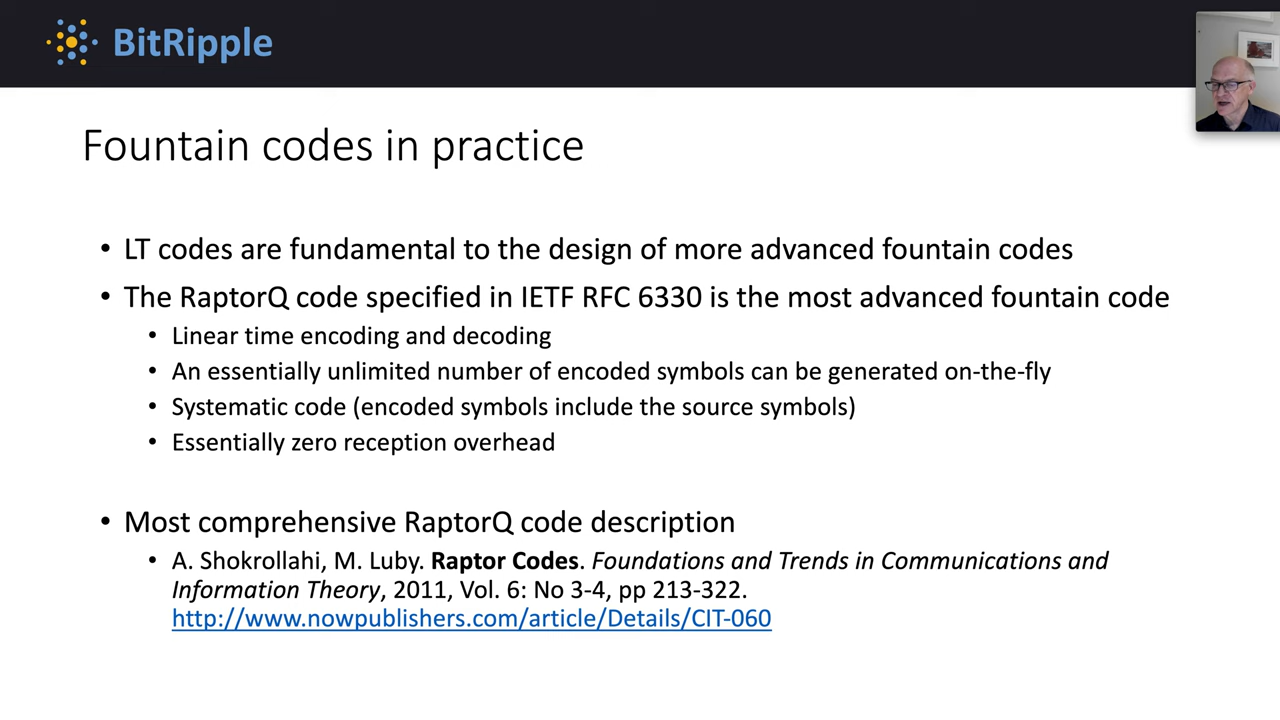 BitRipple
Fountain codes in practice
• LT codes are fundamental to the design of more advanced fountain codes
• The RaptorQ code specified in IETF RFC 6330 is the most advanced fountain code
• Linear time encoding and decoding
• An essentially unlimited number of encoded symbols can be generated on-the-fly
• Systematic code (encoded symbols include the source symbols)
• Essentially zero reception overhead
• Most comprehensive RaptorQ code description
• A. Shokrollahi, M. Luby. Raptor Codes. Foundations and Trends in Communications and
Information Theory, 2011, Vol. 6: No 3-4, pp 213-322.
http://www.nowpublishers.com/article/Details/CIT-060